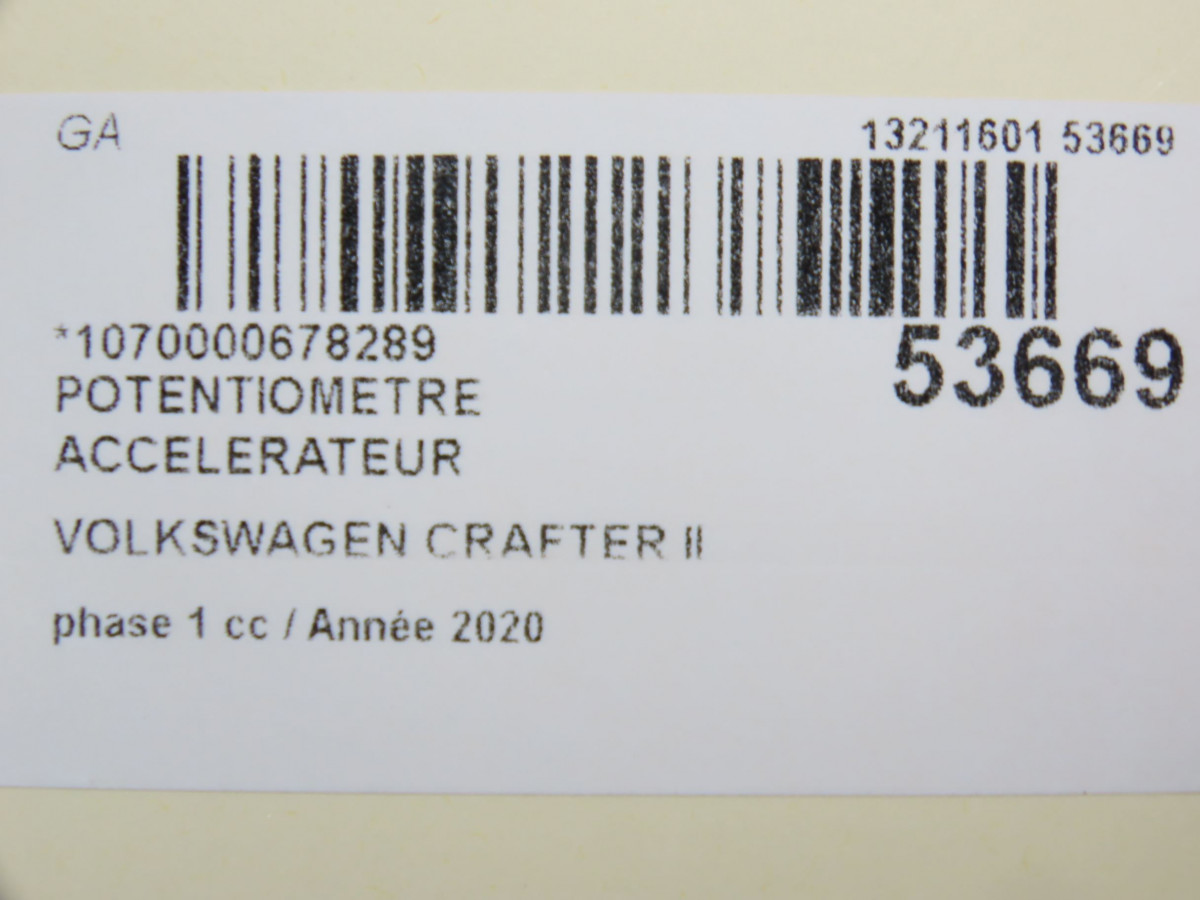 GA
13211601 53669
*1070000678289
53669
POTENTIOMETRE
ACCELERATEUR
VOLKSWAGEN CRAFTER II
phase 1 cc / Année 2020